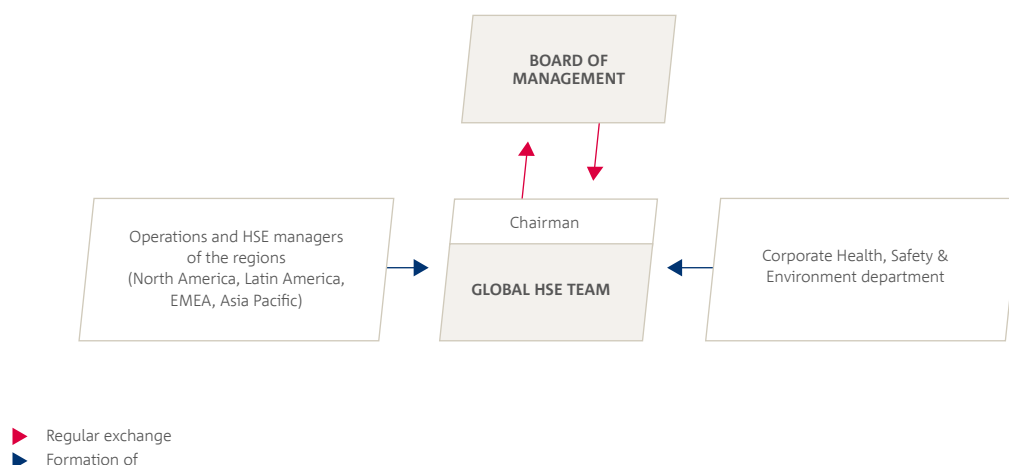 BOARD OF
MANAGEMENT
Chairman
GLOBAL HSE TEAM
Operations and HSE managers
of the regions
(North America, Latin America,
EMEA, Asia Pacific)
Corporate Health, Safety &
Environment department
Regular exchange
Formation of